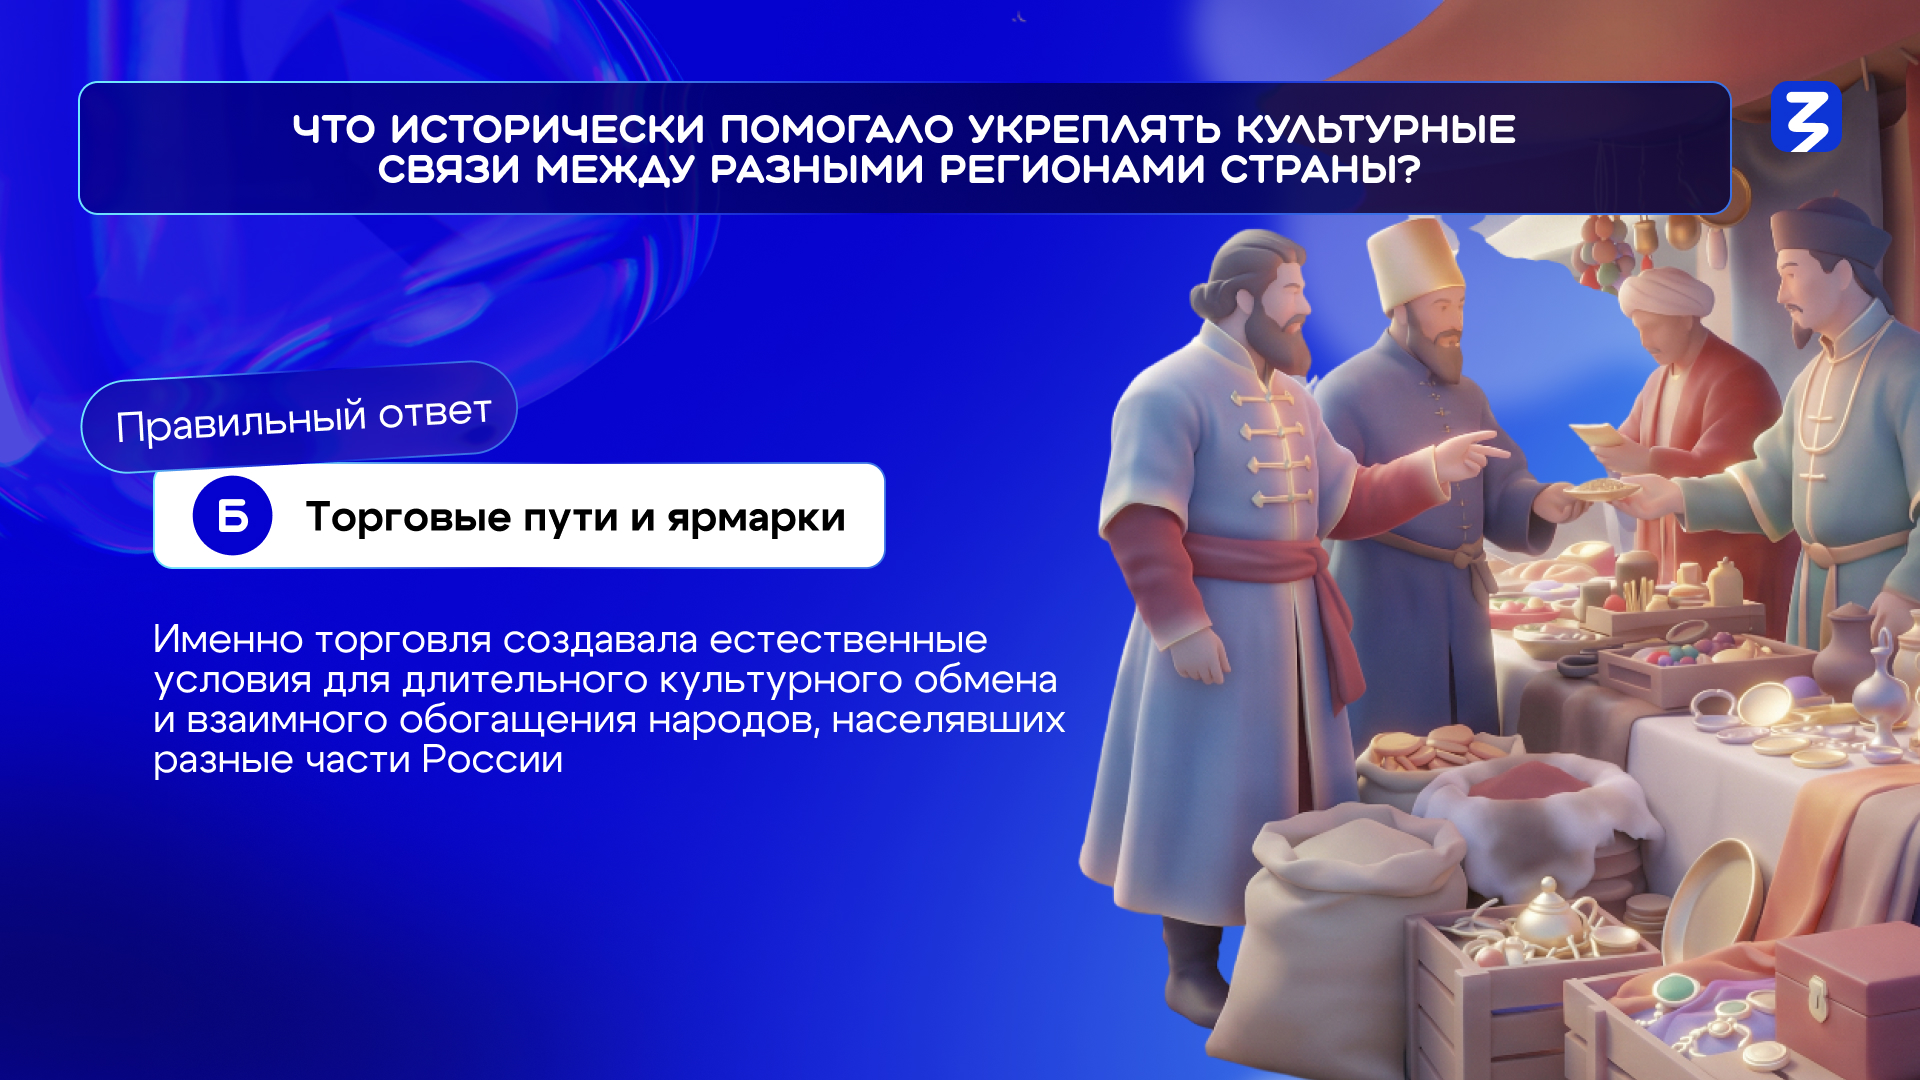 ЧТО ИСТОРИЧЕСКИ ПОМОГАЛО УКРЕПЛЯТЬ КУЛЬТУРНЫЕ
СВЯЗИ МЕЖДУ РАЗНЫМИ РЕГИОНАМИ СТРАНЫ?
Правильный ответ
Б Торговые пути и ярмарки
Именно торговля создавала естественные
условия для длительного культурного обмена
и взаимного обогащения народов, населявших
разные части России